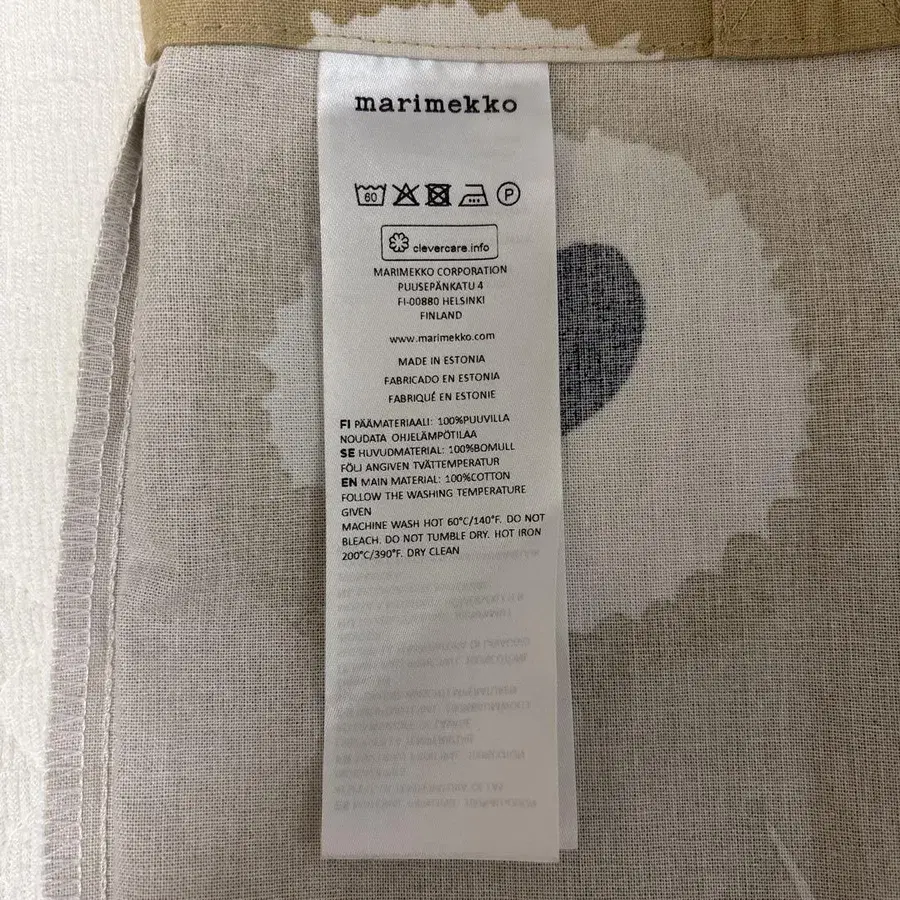 marimekko
60 P
clevercare.info
MARIMEKKO CORPORATION
PUUSEPÄNKATU 4
FI-00880 HELSINKI
FINLAND
www.marimekko.com
MADE IN ESTONIA
FABRICADO EN ESTONIA
FABRIQUÉ EN ESTONIE
FI PÄÄMATERIAALI: 100%PUUVILLA
NOUDATA OHJELÄMPÖTILAA
SE HUVUDMATERIAL: 100%BOMULL
FÖLJ ANGIVEN TVÄTTEMPERATUR
EN MAIN MATERIAL: 100%COTTON
FOLLOW THE WASHING TEMPERATURE
GIVEN
MACHINE WASH HOT 60°C/140°F. DO NOT
BLEACH. DO NOT TUMBLE DRY. HOT IRON
200°C/390°F. DRY CLEAN